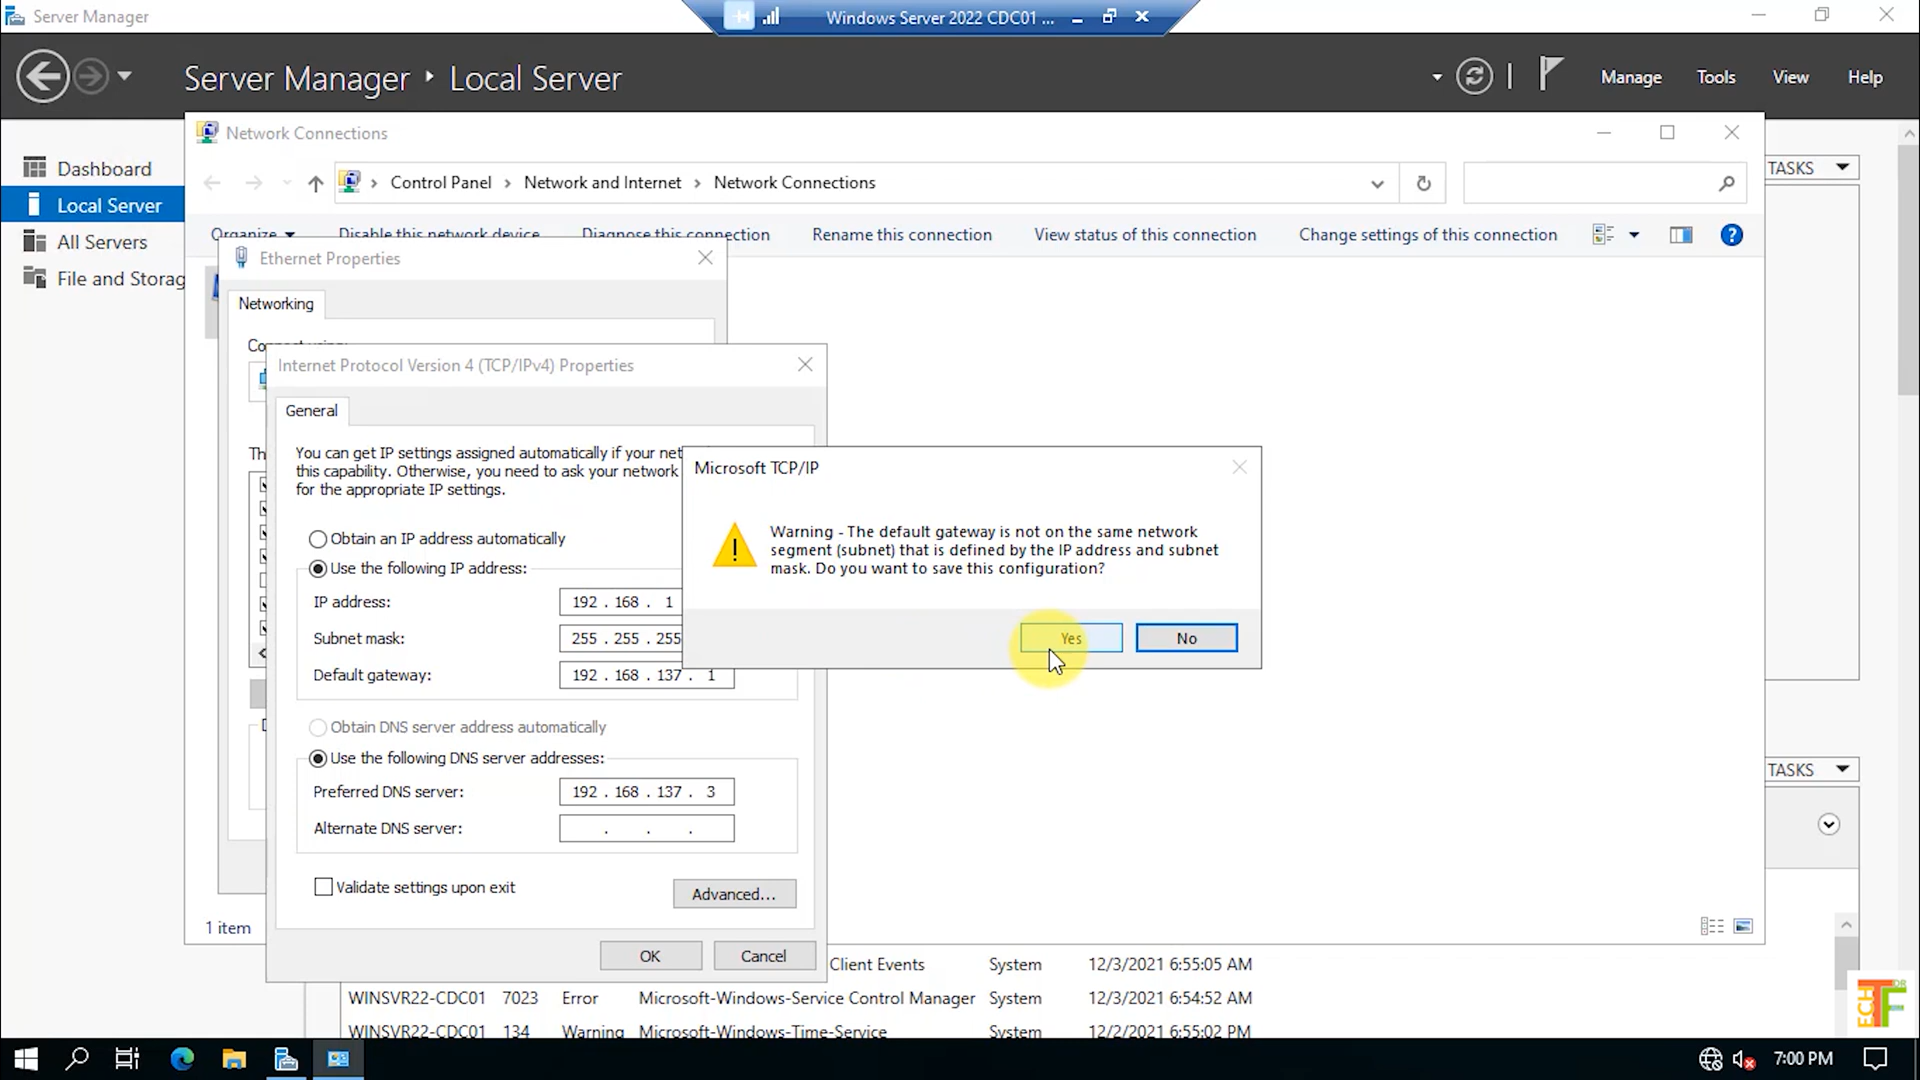 Server Manager
Windows Server 2022 CDC01 ...
Server Manager ‣ Local Server
Manage
Tools
View
Help
Dashboard
Local Server
All Servers
File and Storag
Network Connections
Control Panel > Network and Internet > Network Connections
Organize
Disable this network device
Diagnose this connection
Rename this connection
View status of this connection
Change settings of this connection
TASKS
Ethernet Properties
Networking
Internet Protocol Version 4 (TCP/IPv4) Properties
General
You can get IP settings assigned automatically if your
this capability. Otherwise, you need to ask your network
for the appropriate IP settings.
Obtain an IP address automatically
Use the following IP address:
IP address:
192 . 168 . 1
Subnet mask:
255 . 255 . 255
Default gateway:
192 . 168 . 137 . 1
Obtain DNS server address automatically
Use the following DNS server addresses:
Preferred DNS server:
192 . 168 . 137 . 3
Alternate DNS server:
. . .
Validate settings upon exit
Advanced...
OK
Cancel
Microsoft TCP/IP
Warning - The default gateway is not on the same network
segment (subnet) that is defined by the IP address and subnet
mask. Do you want to save this configuration?
Yes
No
TASKS
1 item
Client Events System 12/3/2021 6:55:05 AM
WINSVR22-CDC01 7023 Error Microsoft-Windows-Service Control Manager System 12/3/2021 6:54:52 AM
WINSVR22-CDC01 134 Warning Microsoft-Windows-Time-Service System 12/2/2021 6:55:02 PM
7:00 PM